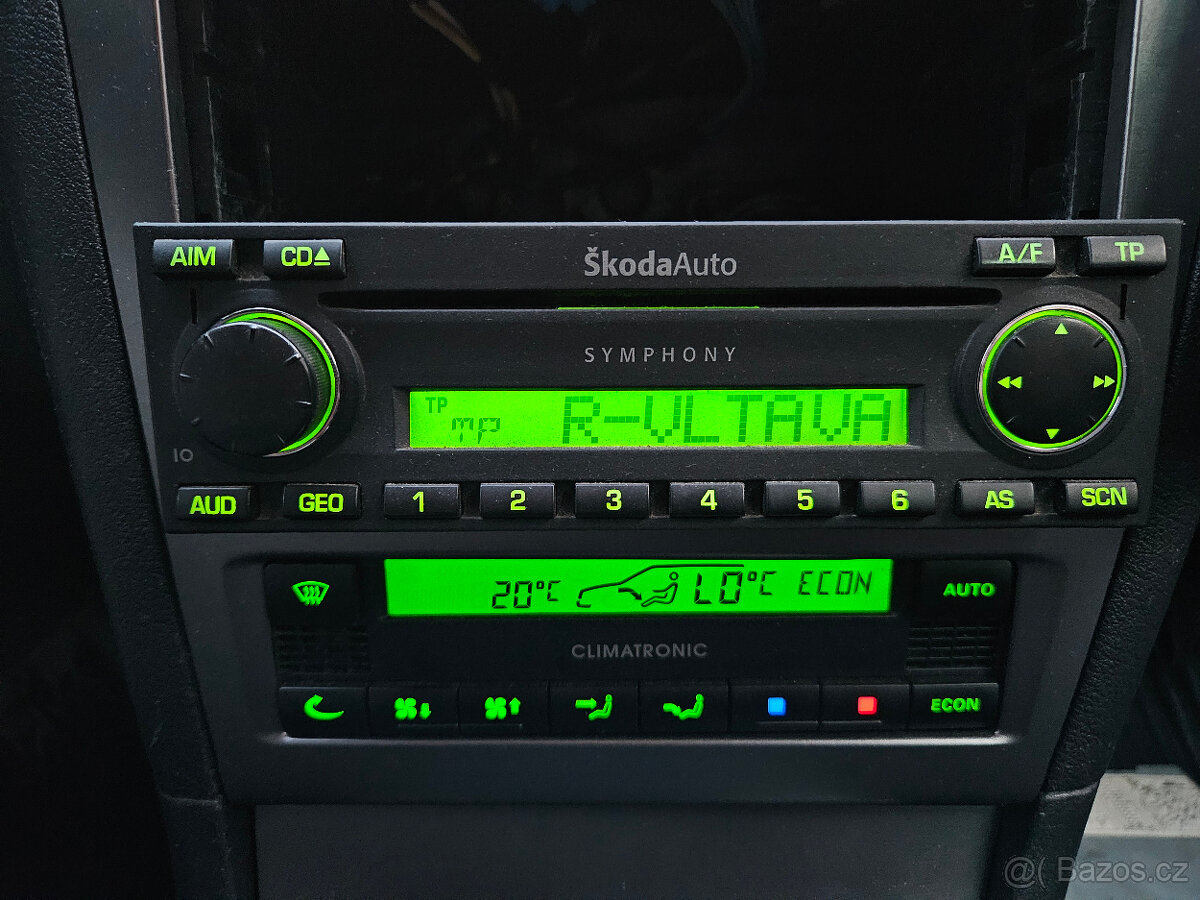 AIM CD ŠkodaAuto A/F TP
SYMPHONY
TP
mp R-VLTAVA
IO
AUD GEO 1 2 3 4 5 6 AS SCN
20°C LO°C ECON AUTO
CLIMATRONIC
ECON
@( Bazos.cz